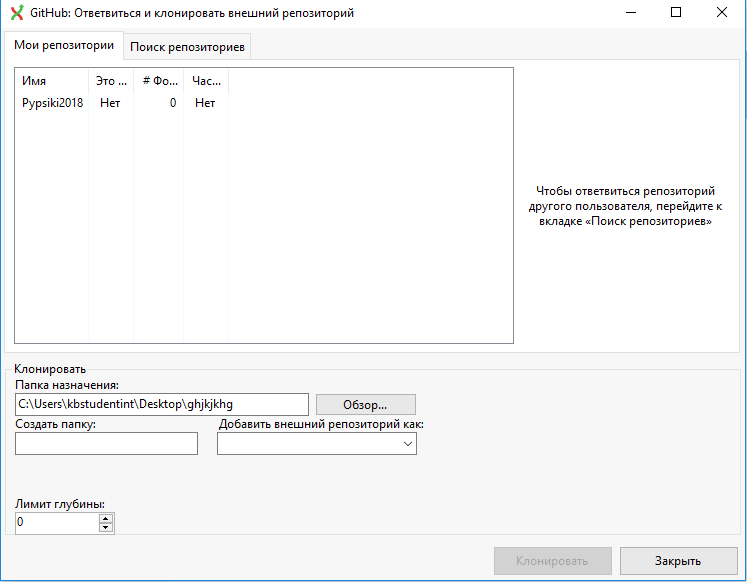 GitHub: Ответвиться и клонировать внешний репозиторий
Мои репозитории
Поиск репозиториев
Имя Это ... # Фо... Час...
Pypsiki2018 Нет 0 Нет
Чтобы ответвиться репозиторий
другого пользователя, перейдите к
вкладке «Поиск репозиториев»
Клонировать
Папка назначения:
C:\Users\kbstudentint\Desktop\ghjkjkhg
Обзор...
Создать папку:
Добавить внешний репозиторий как:
Лимит глубины:
0
Клонировать
Закрыть